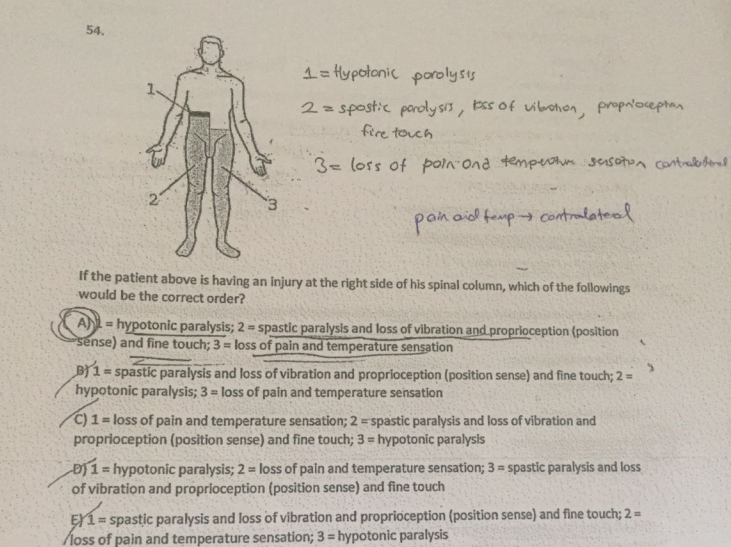 54.
1 = Hypotonic parolysis
1
2 = spastic parolysis, loss of vibration, proprioception
fire touch
3 = loss of pain and temperature sensation contralateral
2
3
pain aid temp → contralateral
If the patient above is having an injury at the right side of his spinal column, which of the followings
would be the correct order?
A) 1 = hypotonic paralysis; 2 = spastic paralysis and loss of vibration and proprioception (position
sense) and fine touch; 3 = loss of pain and temperature sensation
B) 1 = spastic paralysis and loss of vibration and proprioception (position sense) and fine touch; 2 =
hypotonic paralysis; 3 = loss of pain and temperature sensation
C) 1 = loss of pain and temperature sensation; 2 = spastic paralysis and loss of vibration and
proprioception (position sense) and fine touch; 3 = hypotonic paralysis
D) 1 = hypotonic paralysis; 2 = loss of pain and temperature sensation; 3 = spastic paralysis and loss
of vibration and proprioception (position sense) and fine touch
E) 1 = spastic paralysis and loss of vibration and proprioception (position sense) and fine touch; 2 =
loss of pain and temperature sensation; 3 = hypotonic paralysis